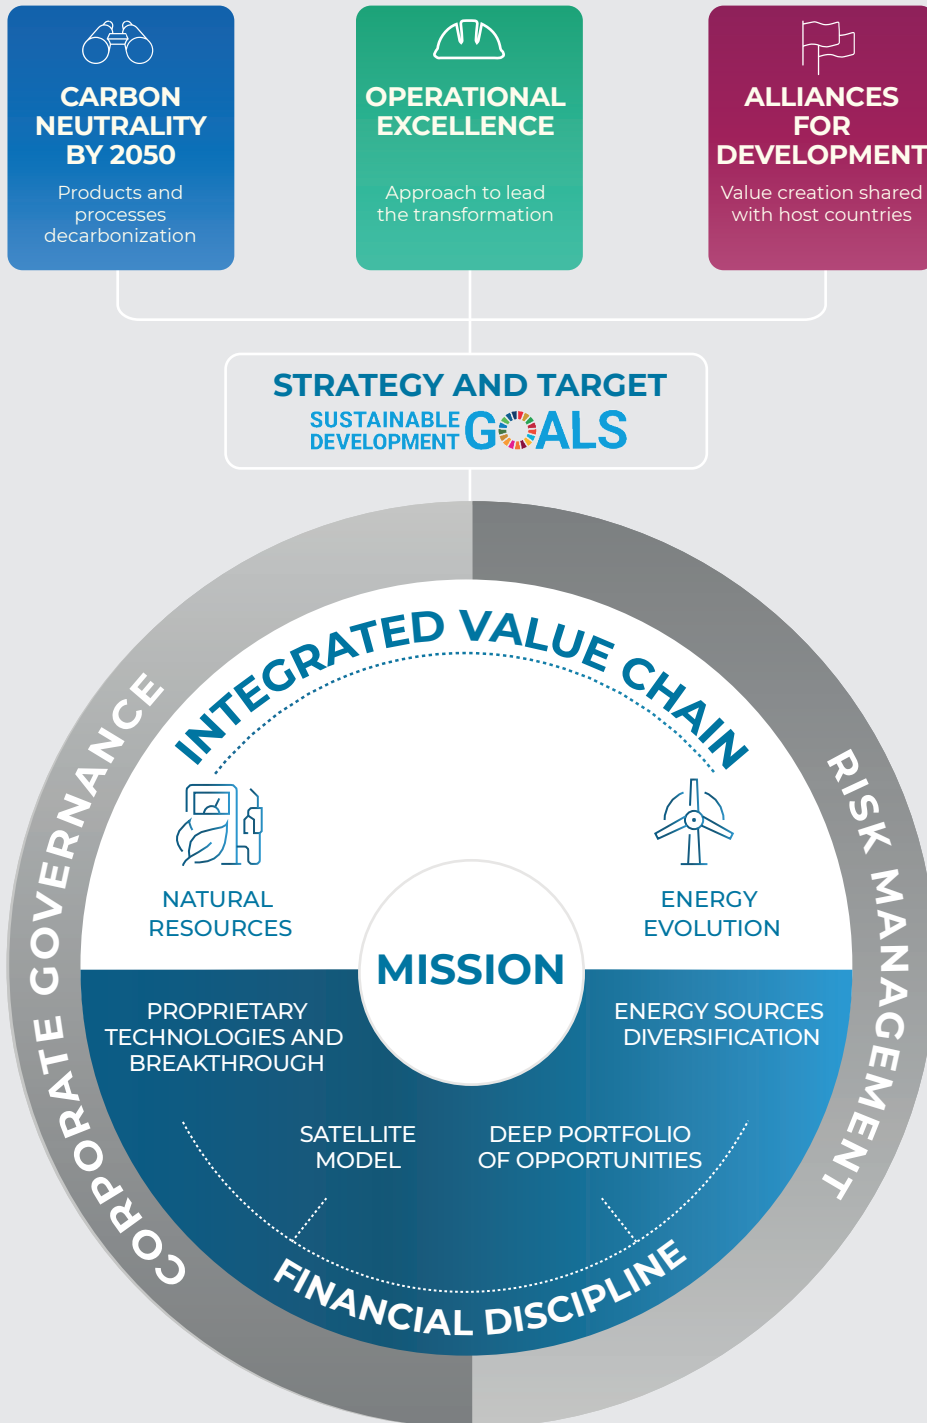 CARBON
NEUTRALITY
BY 2050
Products and
processes
decarbonization
OPERATIONAL
EXCELLENCE
Approach to lead
the transformation
ALLIANCES
FOR
DEVELOPMENT
Value creation shared
with host countries
STRATEGY AND TARGET
SUSTAINABLE
DEVELOPMENT
GOALS
CORPORATE GOVERNANCE
RISK MANAGEMENT
INTEGRATED VALUE CHAIN
NATURAL
RESOURCES
ENERGY
EVOLUTION
MISSION
PROPRIETARY
TECHNOLOGIES AND
BREAKTHROUGH
ENERGY SOURCES
DIVERSIFICATION
SATELLITE
MODEL
DEEP PORTFOLIO
OF OPPORTUNITIES
FINANCIAL DISCIPLINE